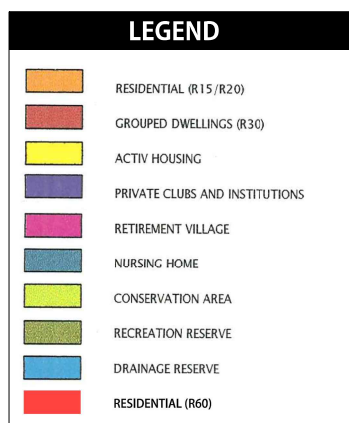 LEGEND
RESIDENTIAL (R15/R20)
GROUPED DWELLINGS (R30)
ACTIV HOUSING
PRIVATE CLUBS AND INSTITUTIONS
RETIREMENT VILLAGE
NURSING HOME
CONSERVATION AREA
RECREATION RESERVE
DRAINAGE RESERVE
RESIDENTIAL (R60)